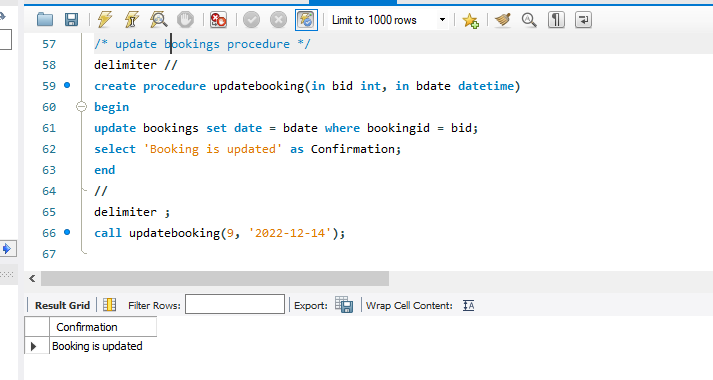 Limit to 1000 rows
57 /* update bookings procedure */
58 delimiter //
59 create procedure updatebooking(in bid int, in bdate datetime)
60 begin
61 update bookings set date = bdate where bookingid = bid;
62 select 'Booking is updated' as Confirmation;
63 end
64 //
65 delimiter ;
66 call updatebooking(9, '2022-12-14');
67
Result Grid Filter Rows: Export: Wrap Cell Content:
Confirmation
Booking is updated